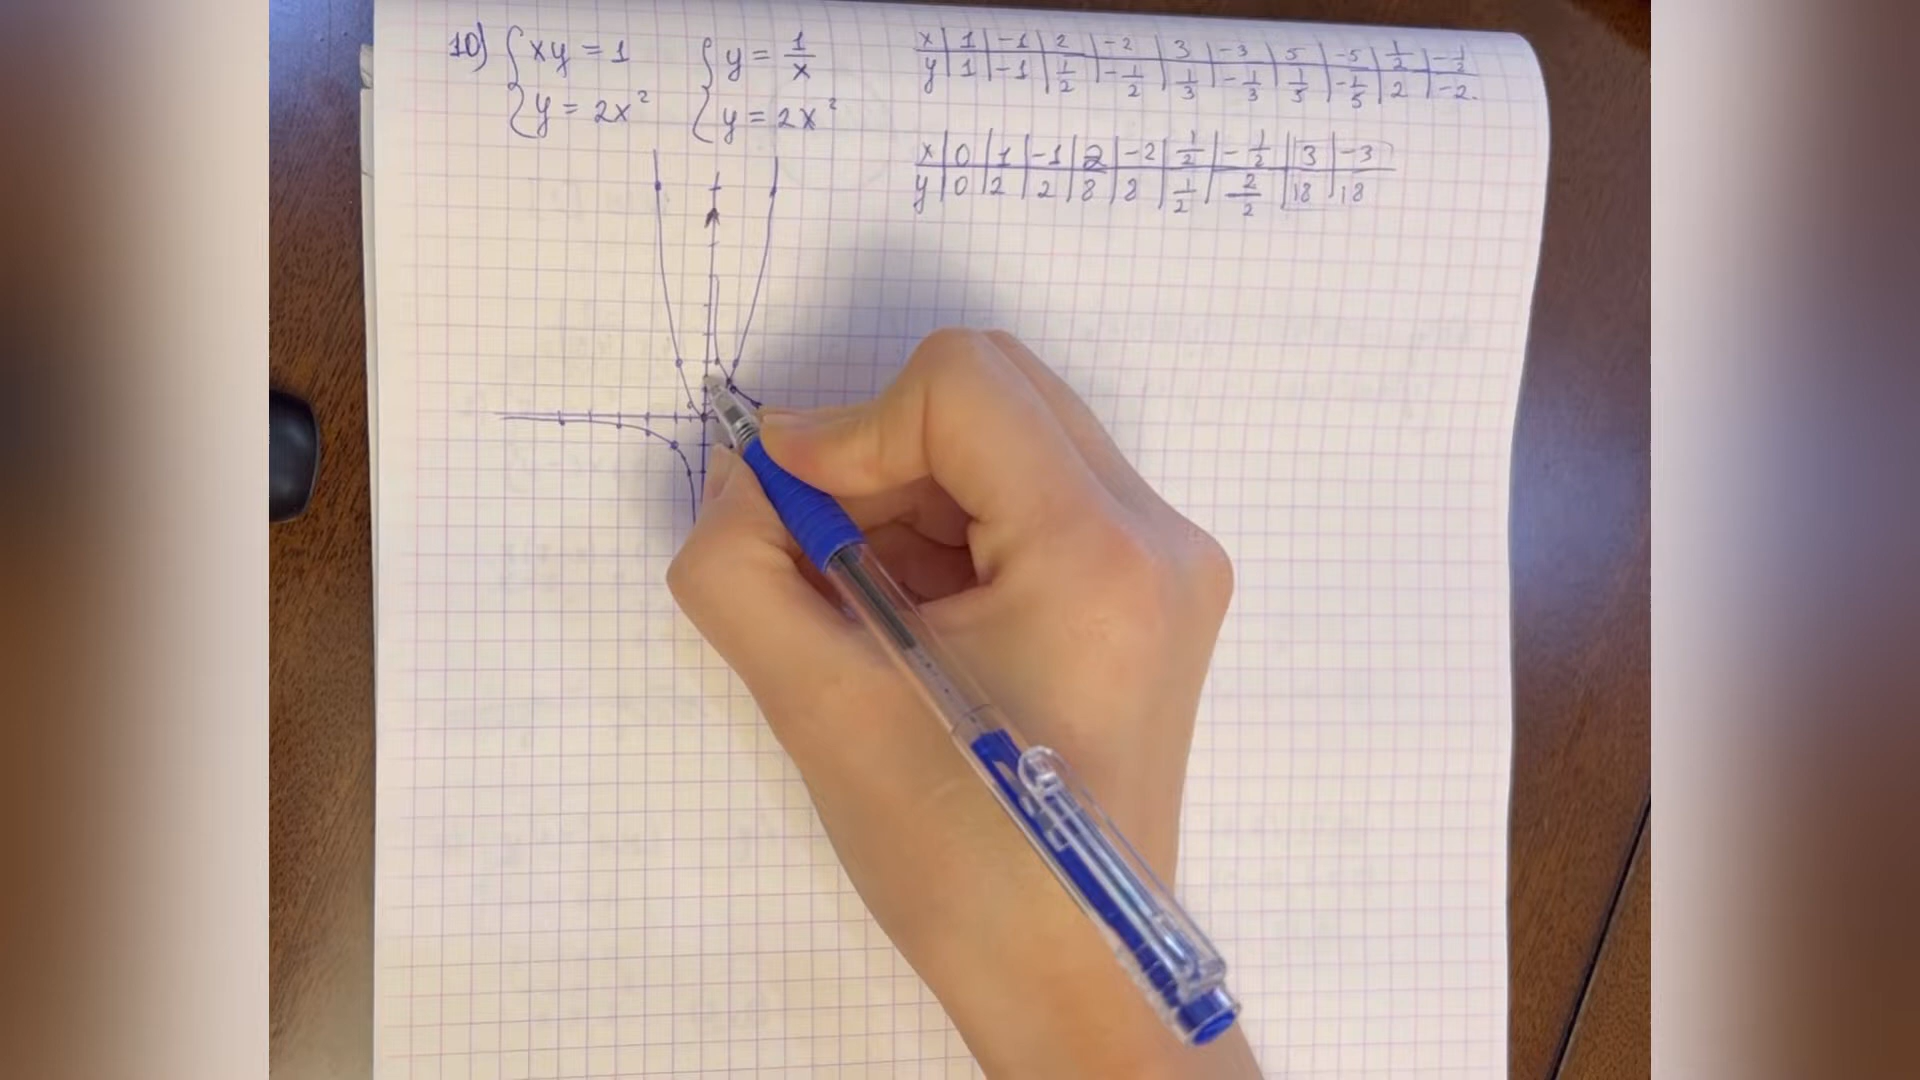 10) { xy = 1 { y = 1/x
{ y = 2x² { y = 2x²
x | 1 | -1 | 2 | -2 | 3 | -3 | 5 | -5 | 1/2 | -1/2
y | 1 | -1 | 1/2 | -1/2 | 1/3 | -1/3 | 1/5 | -1/5 | 2 | -2.
x | 0 | 1 | -1 | 2 | -2 | 1/2 | -1/2 | 3 | -3
y | 0 | 2 | 2 | 8 | 8 | 1/2 | 2/2 | 18 | 18